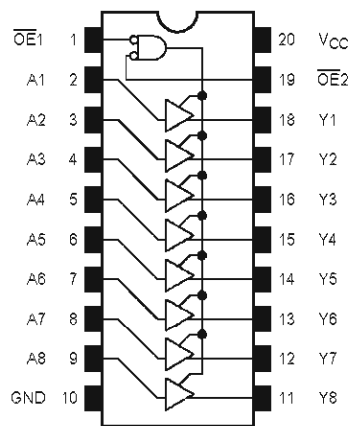 O̅E̅1 1 20 VCC
A1 2 19 O̅E̅2
A2 3 18 Y1
A3 4 17 Y2
A4 5 16 Y3
A5 6 15 Y4
A6 7 14 Y5
A7 8 13 Y6
A8 9 12 Y7
GND 10 11 Y8